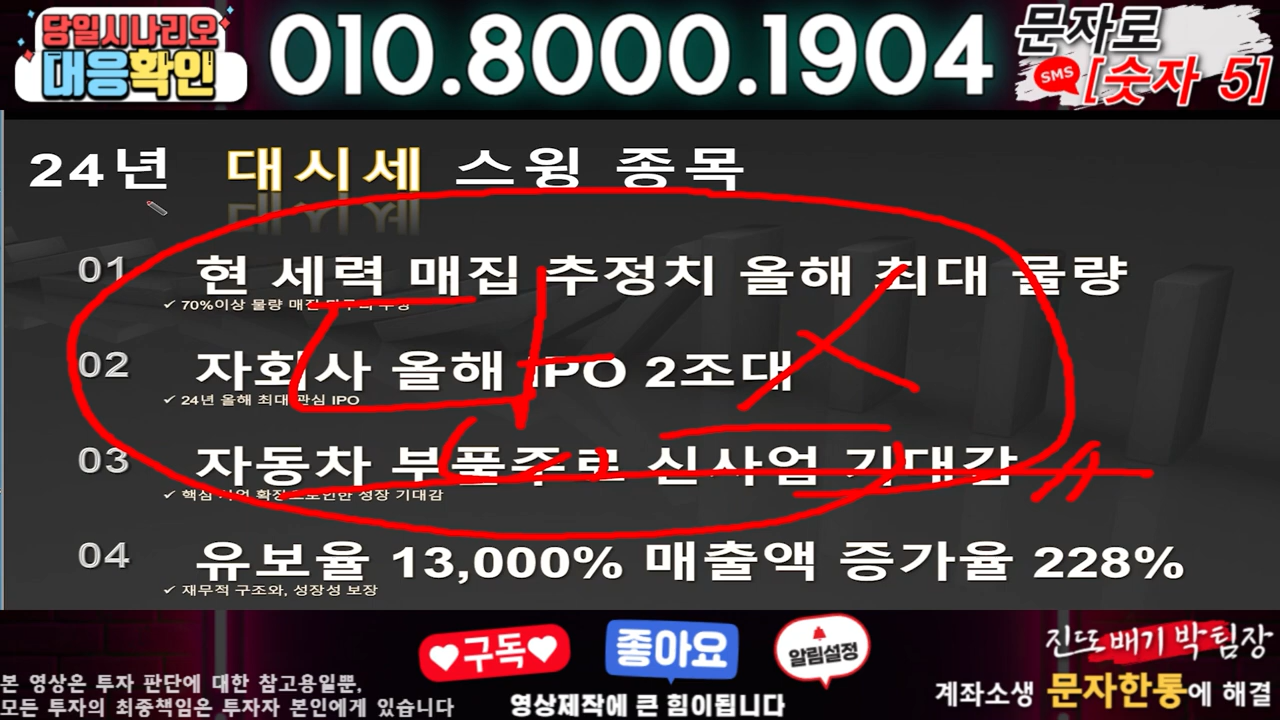 당일시나리오
대응확인
010.8000.1904
문자로
SMS [숫자 5]
24년 대시세 스윙 종목
01 현 세력 매집 추정치 올해 최대 물량
✓ 70%이상 물량 매집
02 자회사 올해 IPO 2조대
✓ 24년 올해 최대 관심 IPO
03 자동차 부품주로 신사업 기대감
✓ 핵심 사업 확장으로인한 성장 기대감
04 유보율 13,000% 매출액 증가율 228%
✓ 재무적 구조와, 성장성 보장
단 조
구독
좋아요
알림설정
영상제작에 큰 힘이됩니다
본 영상은 투자 판단에 대한 참고용일뿐,
모든 투자의 최종책임은 투자자 본인에게 있습니다
진또배기 박팀장
계좌소생 문자한통에 해결